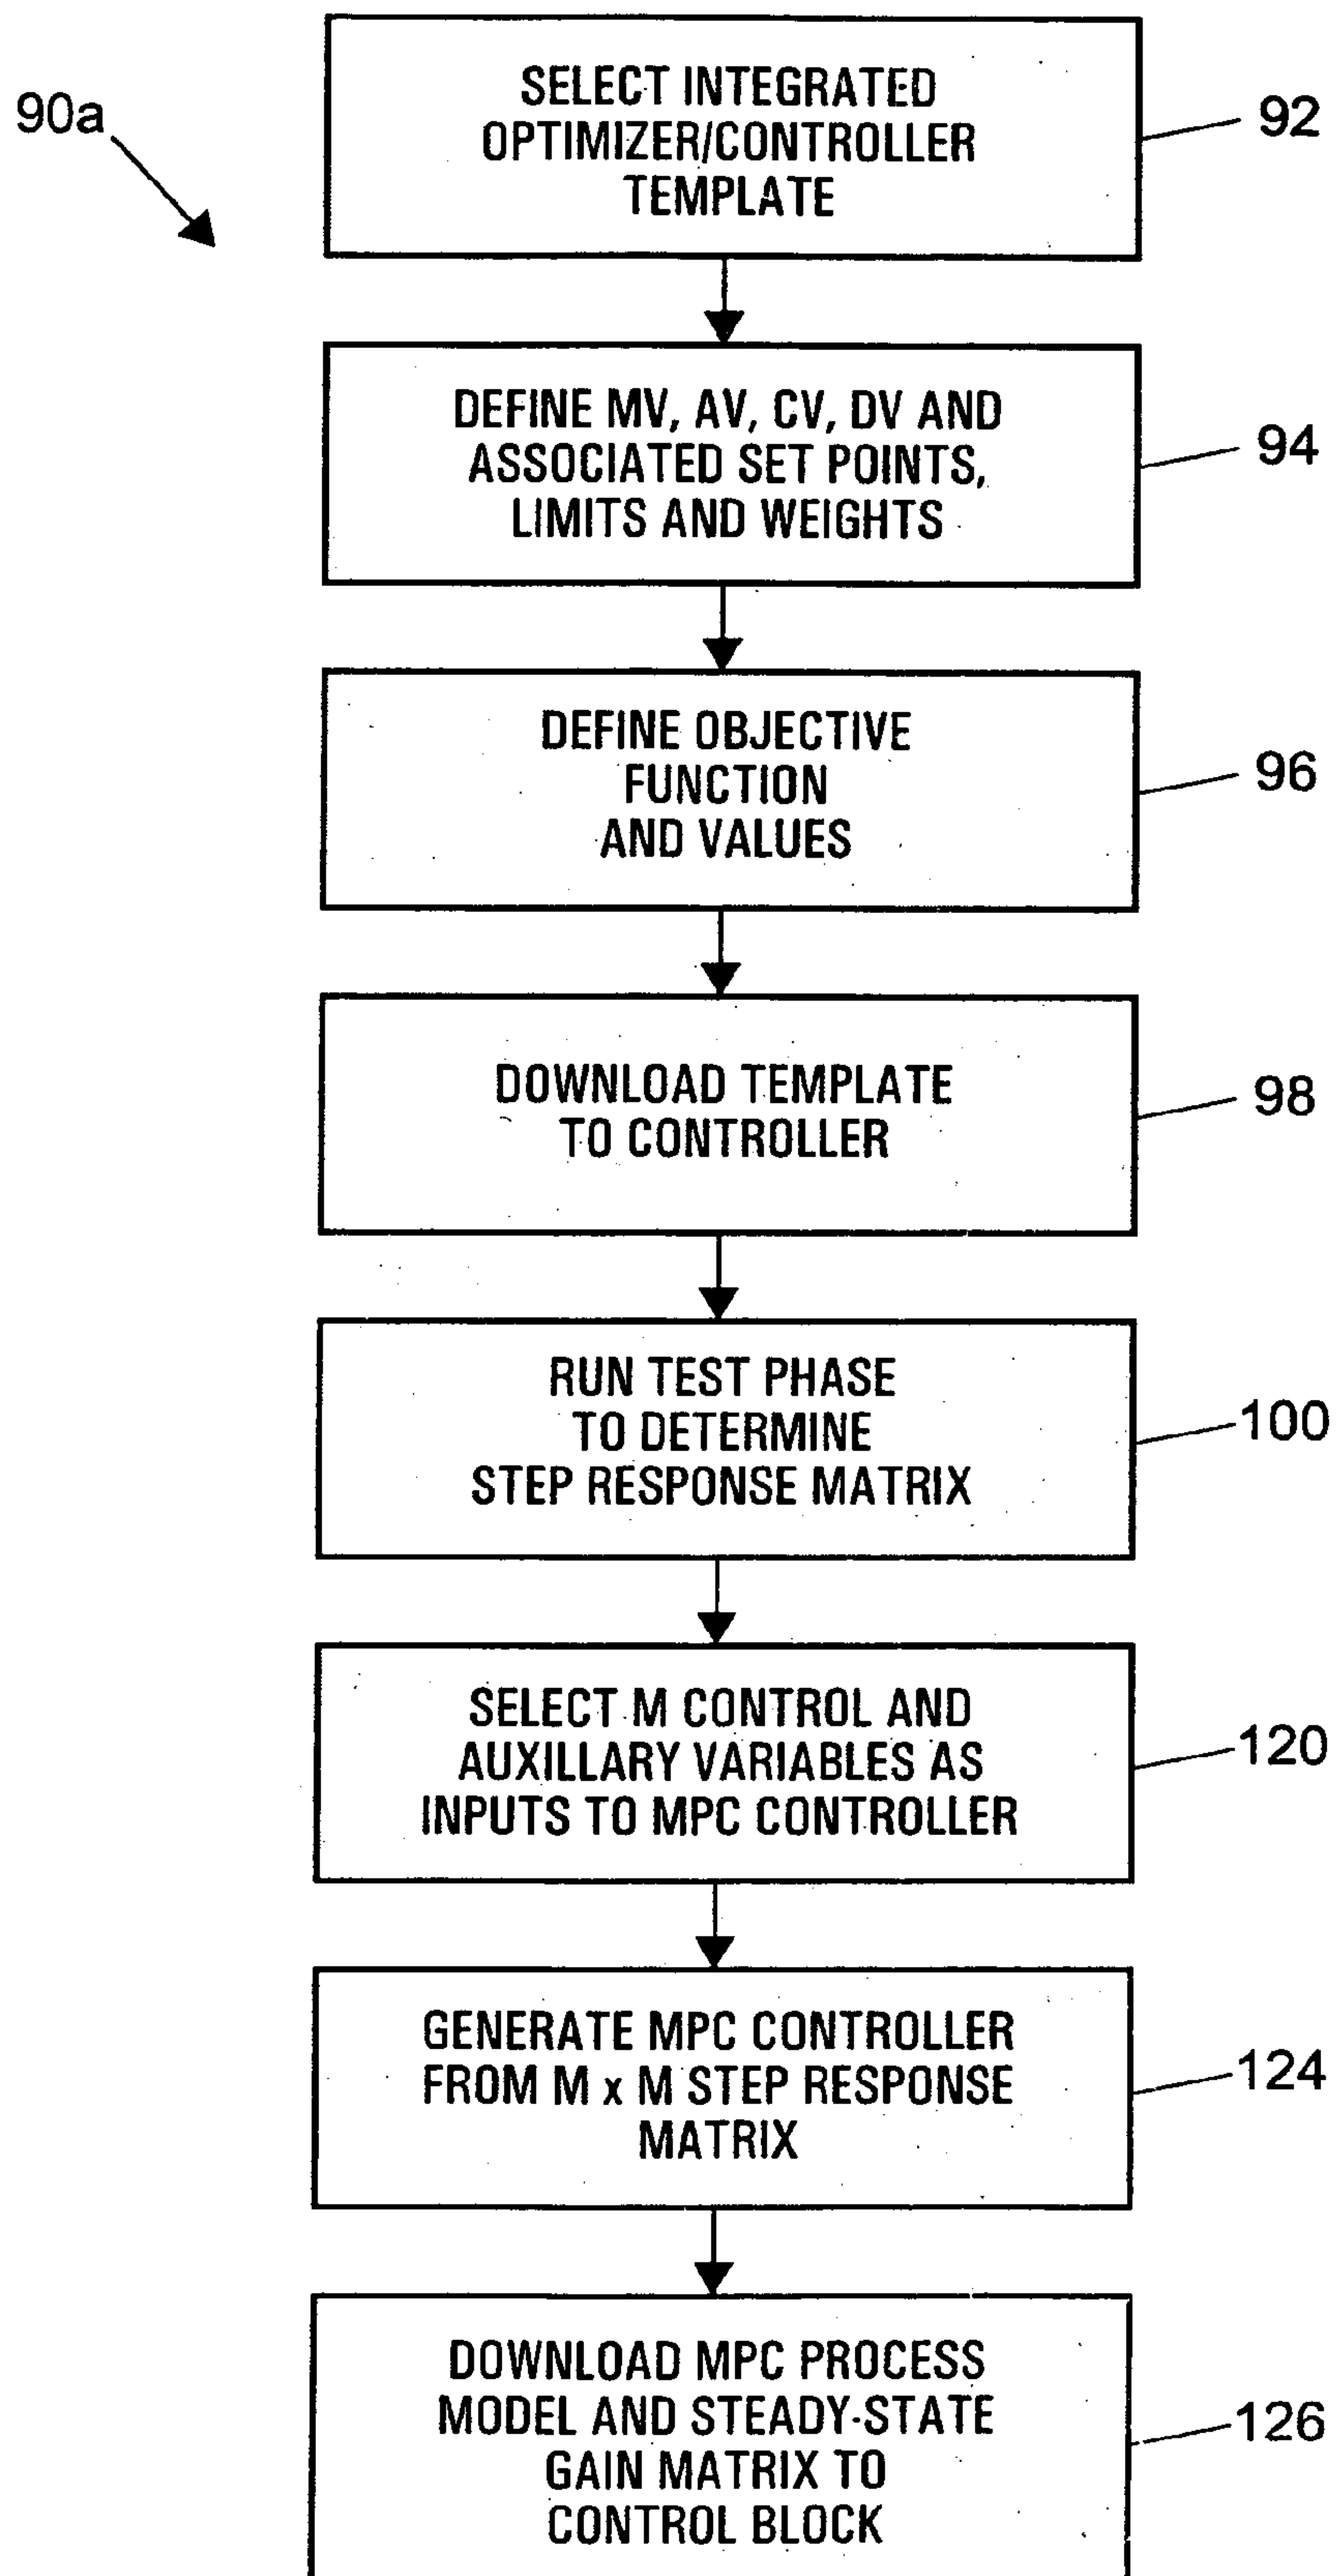 90a
SELECT INTEGRATED
OPTIMIZER/CONTROLLER
TEMPLATE
92
DEFINE MV, AV, CV, DV AND
ASSOCIATED SET POINTS,
LIMITS AND WEIGHTS
94
DEFINE OBJECTIVE
FUNCTION
AND VALUES
96
DOWNLOAD TEMPLATE
TO CONTROLLER
98
RUN TEST PHASE
TO DETERMINE
STEP RESPONSE MATRIX
100
SELECT M CONTROL AND
AUXILLARY VARIABLES AS
INPUTS TO MPC CONTROLLER
120
GENERATE MPC CONTROLLER
FROM M x M STEP RESPONSE
MATRIX
124
DOWNLOAD MPC PROCESS
MODEL AND STEADY-STATE
GAIN MATRIX TO
CONTROL BLOCK
126